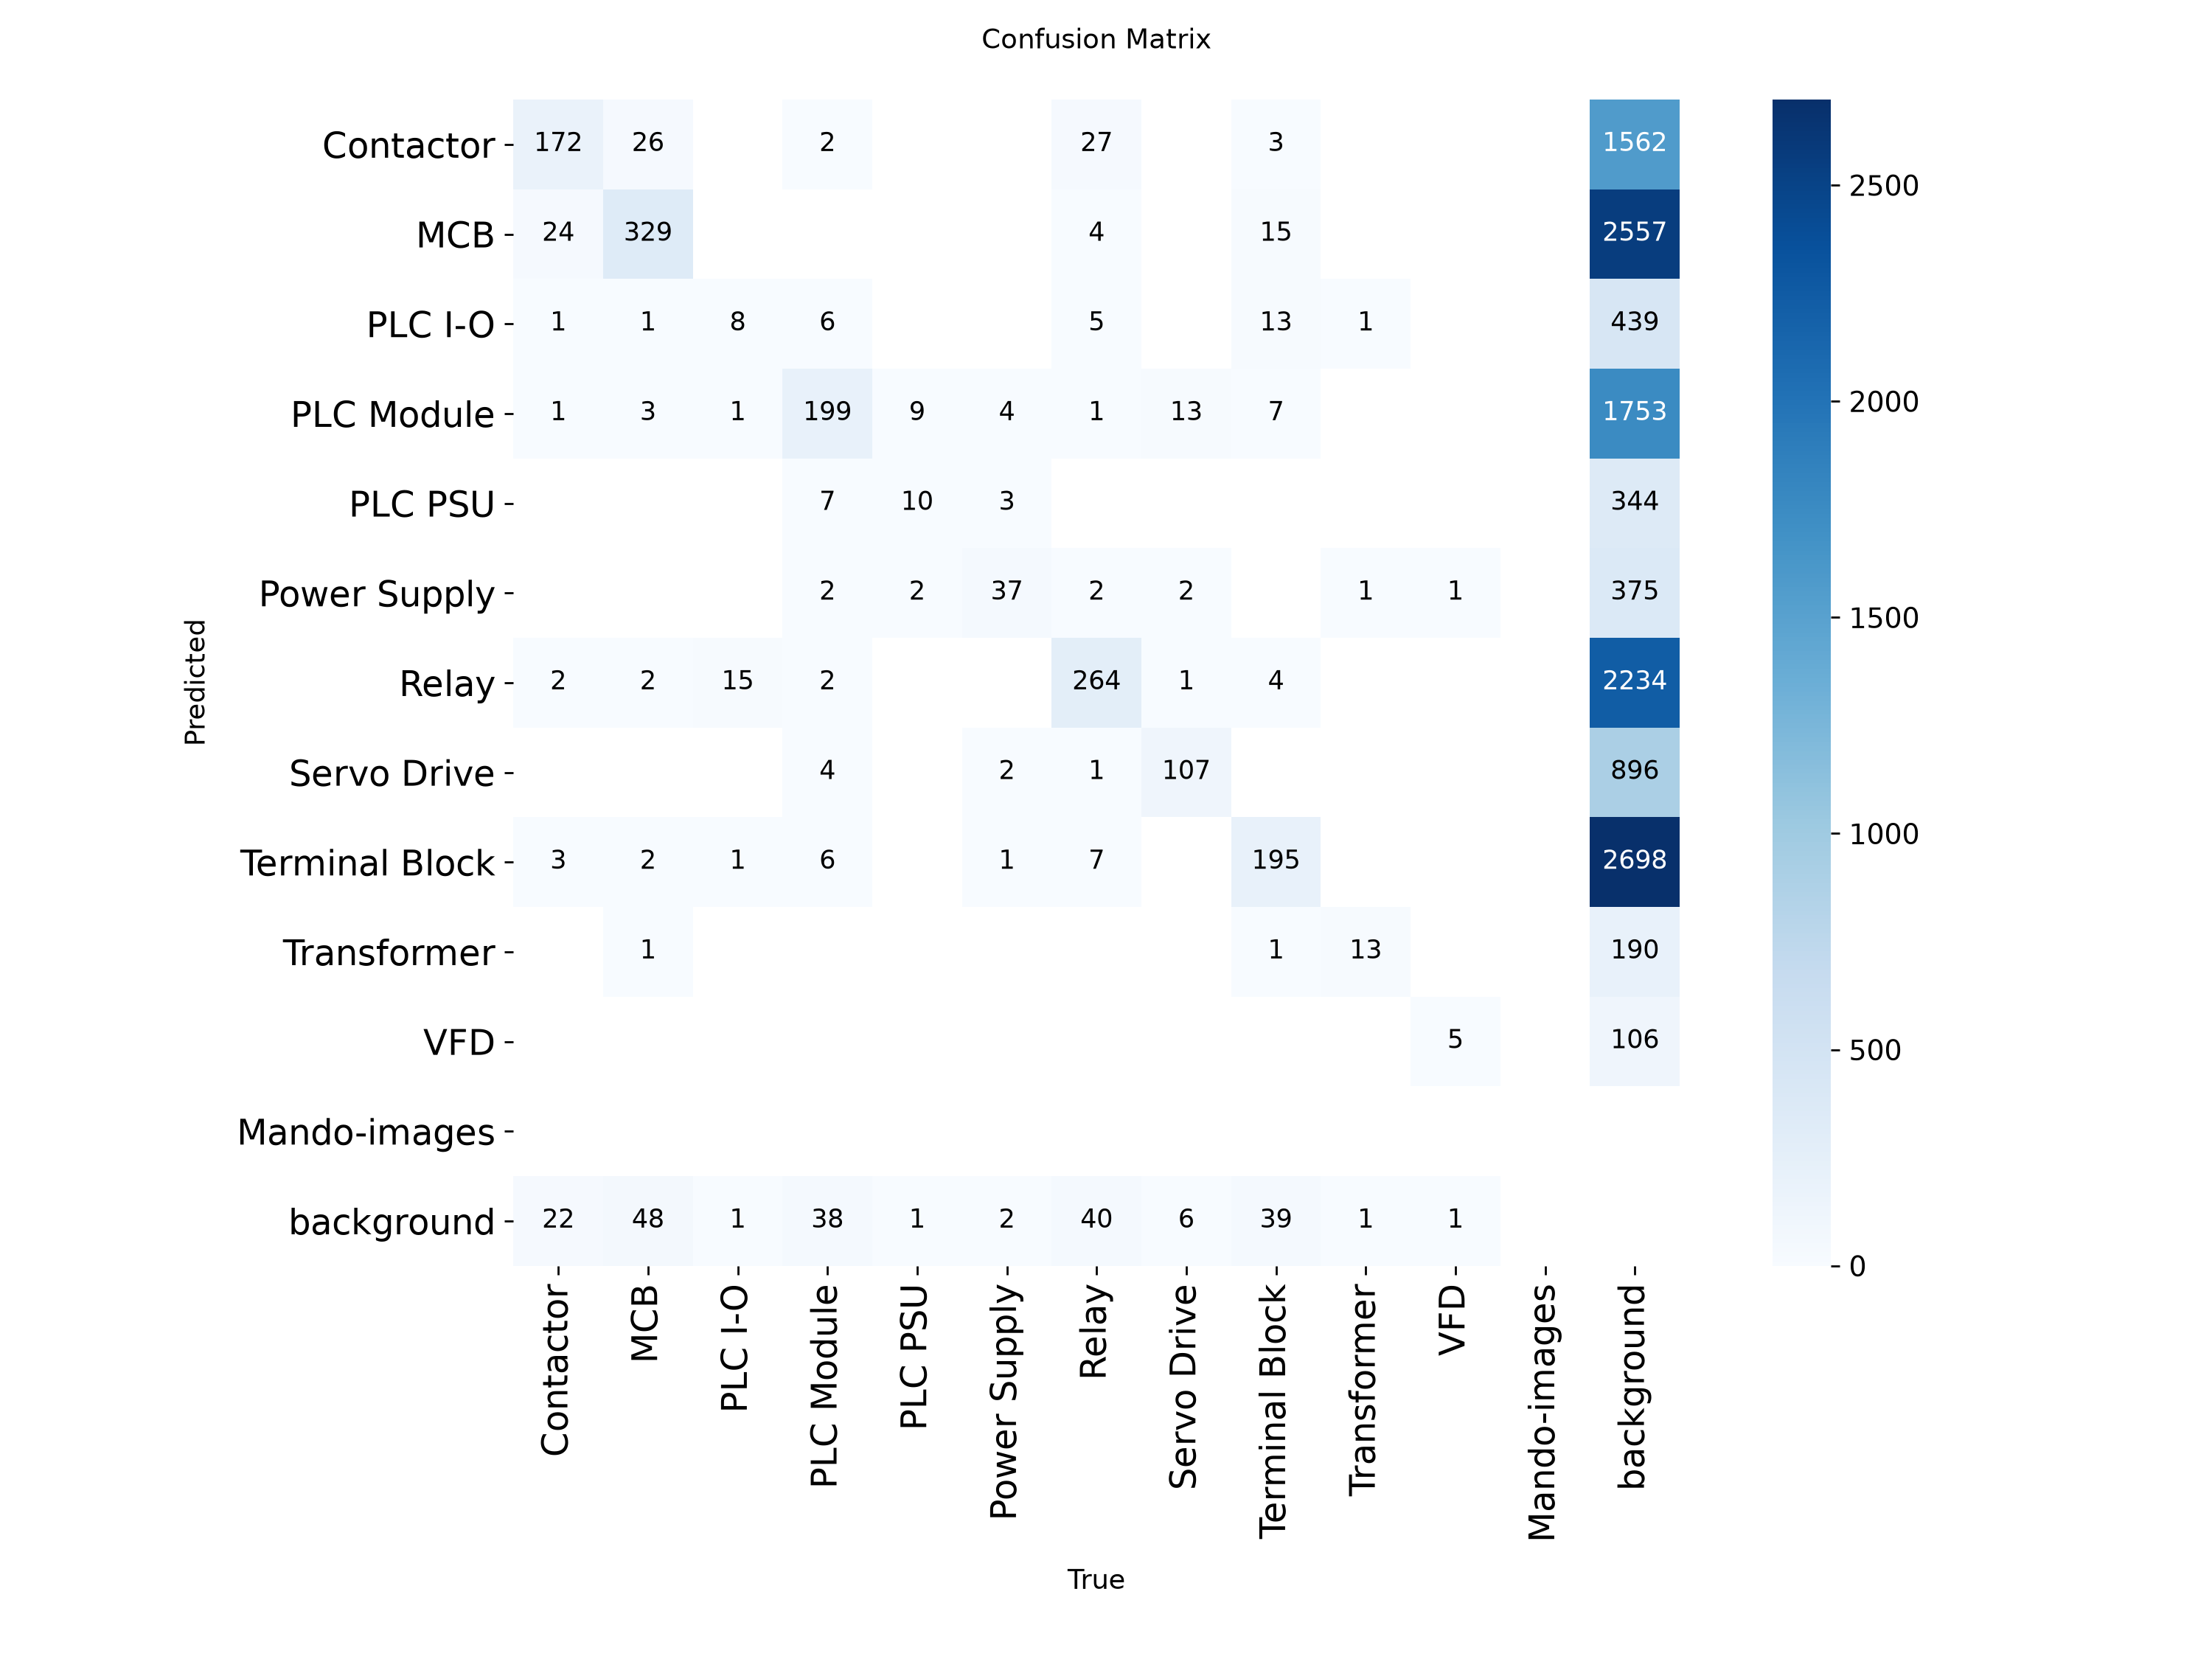 Confusion Matrix
Contactor 172 26 2 27 3 1562
MCB 24 329 4 15 2557
PLC I-O 1 1 8 6 5 13 1 439
PLC Module 1 3 1 199 9 4 1 13 7 1753
PLC PSU 7 10 3 344
Power Supply 2 2 37 2 2 1 1 375
Relay 2 2 15 2 264 1 4 2234
Servo Drive 4 2 1 107 896
Terminal Block 3 2 1 6 1 7 195 2698
Transformer 1 1 13 190
VFD 5 106
Mando-images
background 22 48 1 38 1 2 40 6 39 1 1
Predicted
Contactor
MCB
PLC I-O
PLC Module
PLC PSU
Power Supply
Relay
Servo Drive
Terminal Block
Transformer
VFD
Mando-images
background
True
2500
2000
1500
1000
500
0